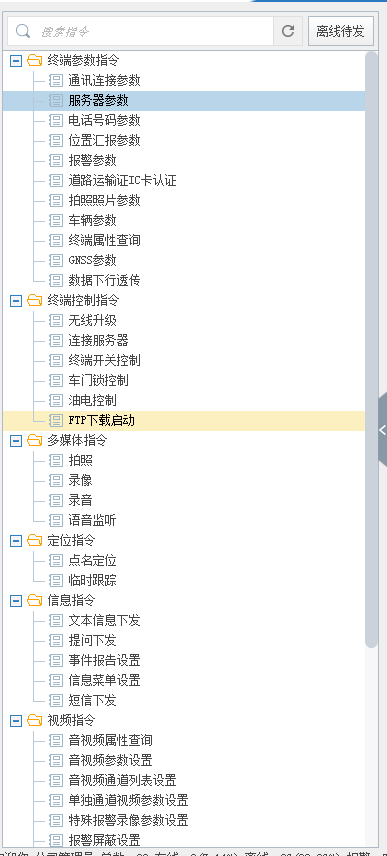 搜索指令
离线待发
终端参数指令
通讯连接参数
服务器参数
电话号码参数
位置汇报参数
报警参数
道路运输证IC卡认证
拍照照片参数
车辆参数
终端属性查询
GNSS参数
数据下行透传
终端控制指令
无线升级
连接服务器
终端开关控制
车门锁控制
油电控制
FTP下载启动
多媒体指令
拍照
录像
录音
语音监听
定位指令
点名定位
临时跟踪
信息指令
文本信息下发
提问下发
事件报告设置
信息菜单设置
短信下发
视频指令
音视频属性查询
音视频参数设置
音视频通道列表设置
单独通道视频参数设置
特殊报警录像参数设置
报警屏蔽设置